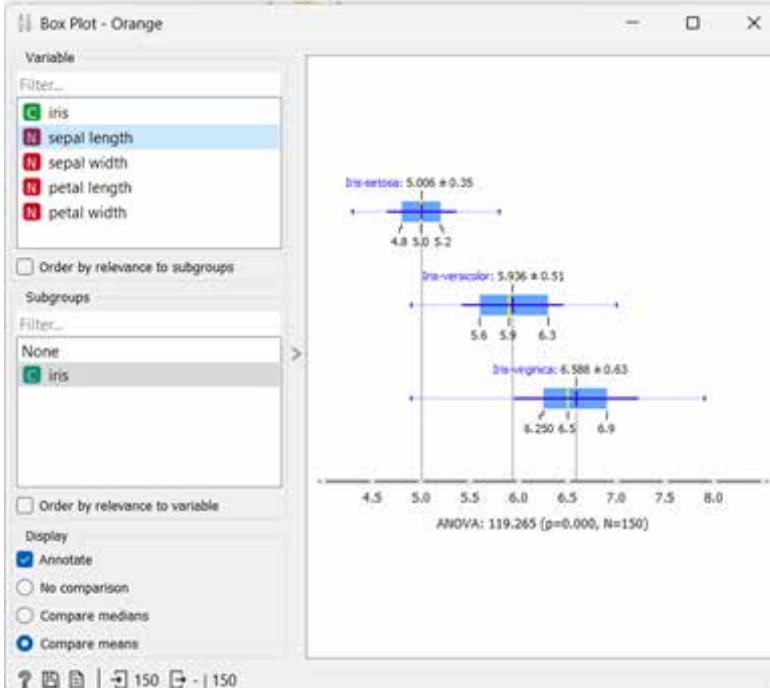 Box Plot - Orange
Variable
Filter...
C iris
N sepal length
N sepal width
N petal length
N petal width
Order by relevance to subgroups
Subgroups
Filter...
None
C iris
Order by relevance to variable
Display
Annotate
No comparison
Compare medians
Compare means
? 150 - | 150
Iris-setosa: 5.006 ± 0.35
4.8 5.0 5.2
Iris-versicolor: 5.936 ± 0.51
5.6 5.9 6.3
Iris-virginica: 6.588 ± 0.63
6.250 6.5 6.9
4.5 5.0 5.5 6.0 6.5 7.0 7.5 8.0
ANOVA: 119.265 (p=0.000, N=150)